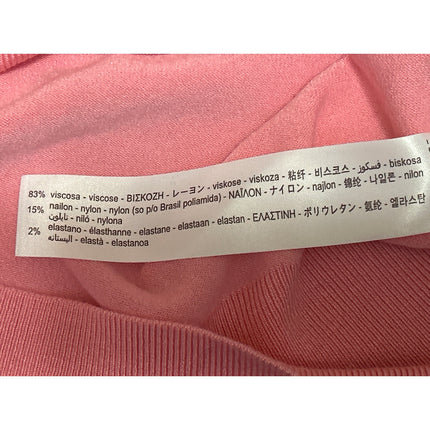 83% viscosa - viscose - ΒΙΣΚΟΖΗ - レーヨン - viskose - viskoza - 粘纤 - 비스코스 - فسكوز - biskosa
15% nailon - nylon - nylon (so p/o Brasil poliamida) - ΝΑΪΛΟΝ - ナイロン - najlon - 锦纶 - 나일론 - nilon
نايلون - niló - nylona
2% elastano - élasthanne - elastane - elastaan - elastan - ΕΛΑΣΤΙΝΗ - ポリウレタン - 氨纶 - 엘라스탄
اليستانه - elastà - elastanoa